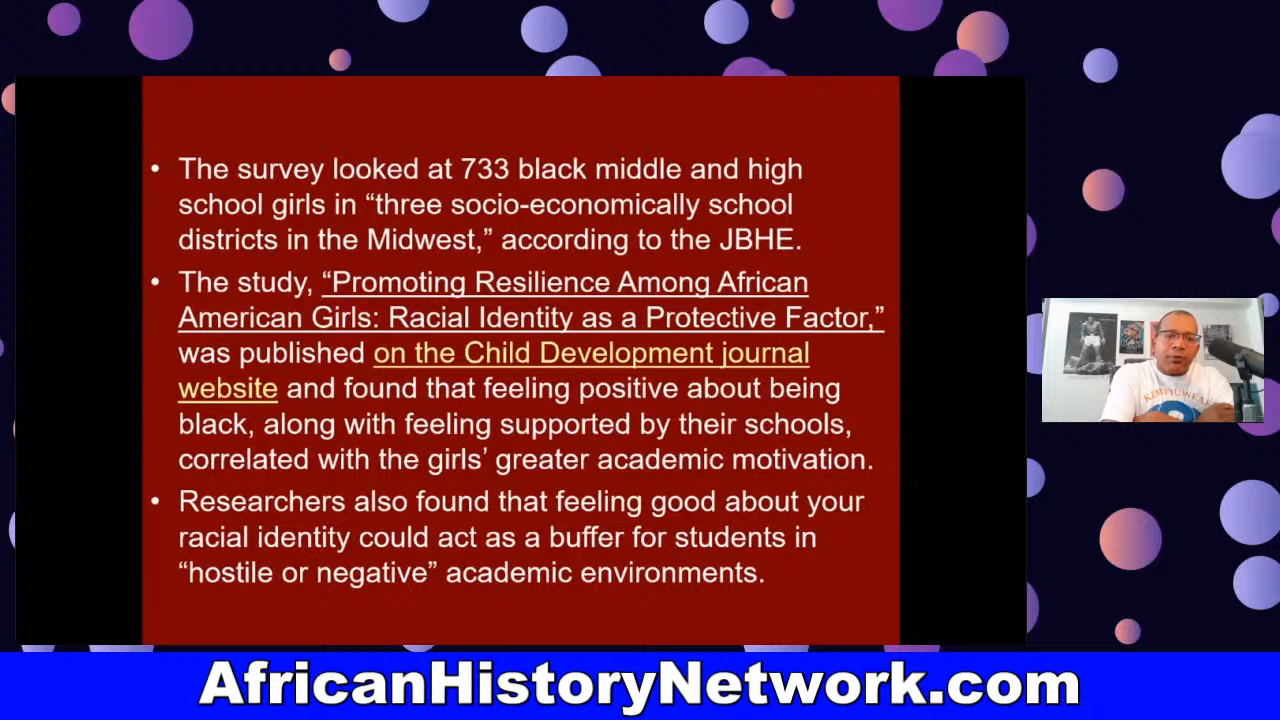 • The survey looked at 733 black middle and high
school girls in “three socio-economically school
districts in the Midwest,” according to the JBHE.
• The study, “Promoting Resilience Among African
American Girls: Racial Identity as a Protective Factor,”
was published on the Child Development journal
website and found that feeling positive about being
black, along with feeling supported by their schools,
correlated with the girls’ greater academic motivation.
• Researchers also found that feeling good about your
racial identity could act as a buffer for students in
“hostile or negative” academic environments.
AfricanHistoryNetwork.com